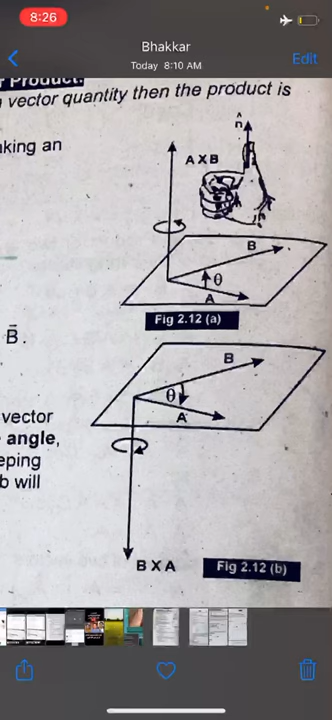 8:26
Bhakkar
Today 8:10 AM
Edit
r Product:
vector quantity then the product is
aking an
n̂
A X B
B
θ
A
Fig 2.12 (a)
B̄.
B
θ
A
vector
angle,
eeping
b will
B X A
Fig 2.12 (b)